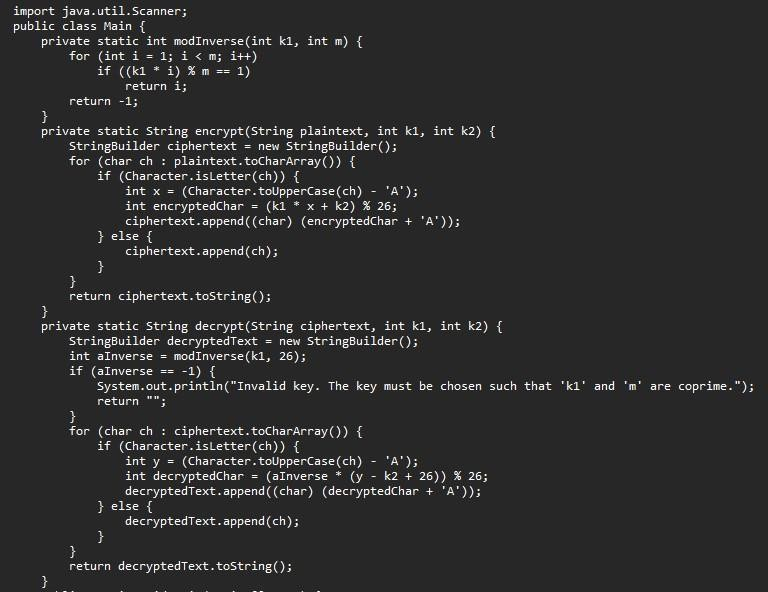 import java.util.Scanner;
public class Main {
    private static int modInverse(int k1, int m) {
        for (int i = 1; i < m; i++)
            if ((k1 * i) % m == 1)
                return i;
        return -1;
    }
    private static String encrypt(String plaintext, int k1, int k2) {
        StringBuilder ciphertext = new StringBuilder();
        for (char ch : plaintext.toCharArray()) {
            if (Character.isLetter(ch)) {
                int x = (Character.toUpperCase(ch) - 'A');
                int encryptedChar = (k1 * x + k2) % 26;
                ciphertext.append((char) (encryptedChar + 'A'));
            } else {
                ciphertext.append(ch);
            }
        }
        return ciphertext.toString();
    }
    private static String decrypt(String ciphertext, int k1, int k2) {
        StringBuilder decryptedText = new StringBuilder();
        int aInverse = modInverse(k1, 26);
        if (aInverse == -1) {
            System.out.println("Invalid key. The key must be chosen such that 'k1' and 'm' are coprime.");
            return "";
        }
        for (char ch : ciphertext.toCharArray()) {
            if (Character.isLetter(ch)) {
                int y = (Character.toUpperCase(ch) - 'A');
                int decryptedChar = (aInverse * (y - k2 + 26)) % 26;
                decryptedText.append((char) (decryptedChar + 'A'));
            } else {
                decryptedText.append(ch);
            }
        }
        return decryptedText.toString();
    }